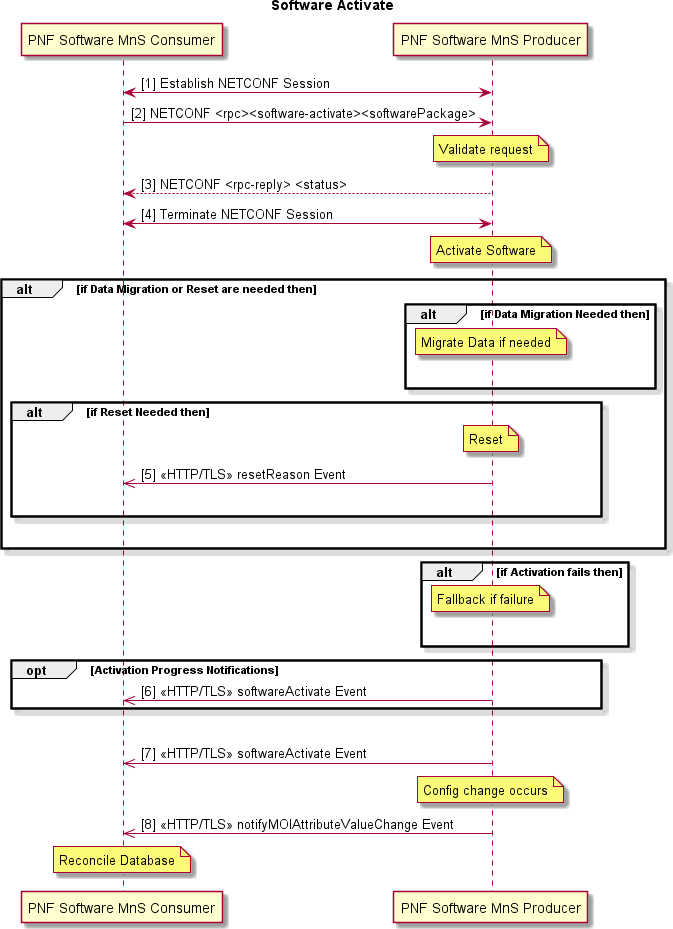 Software Activate
PNF Software MnS Consumer
PNF Software MnS Producer
[1] Establish NETCONF Session
[2] NETCONF <rpc><software-activate><softwarePackage>
Validate request
[3] NETCONF <rpc-reply> <status>
[4] Terminate NETCONF Session
Activate Software
alt [if Data Migration or Reset are needed then]
alt [if Data Migration Needed then]
Migrate Data if needed
alt [if Reset Needed then]
Reset
[5] «HTTP/TLS» resetReason Event
alt [if Activation fails then]
Fallback if failure
opt [Activation Progress Notifications]
[6] «HTTP/TLS» softwareActivate Event
[7] «HTTP/TLS» softwareActivate Event
Config change occurs
[8] «HTTP/TLS» notifyMOIAttributeValueChange Event
Reconcile Database
PNF Software MnS Consumer
PNF Software MnS Producer